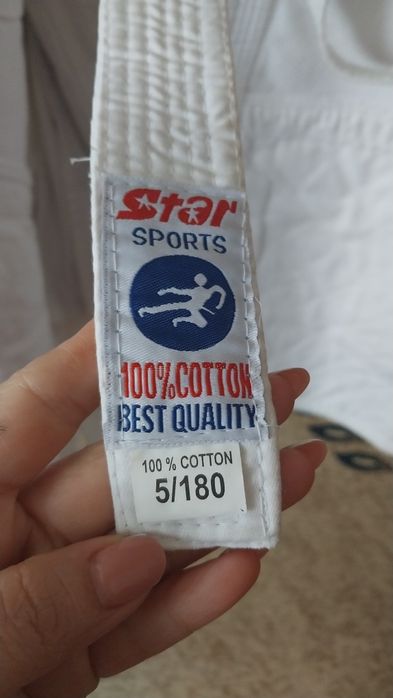 Star
SPORTS
100%COTTON
BEST QUALITY
100 % COTTON
5/180